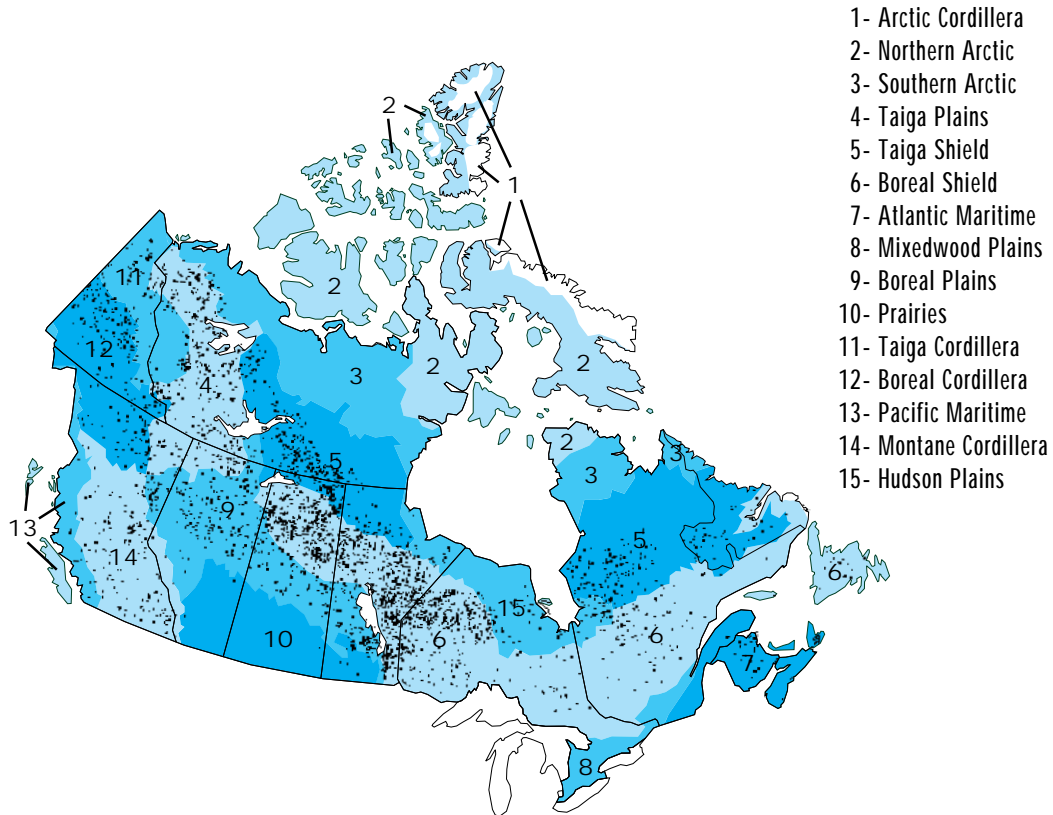 1- Arctic Cordillera
2- Northern Arctic
3- Southern Arctic
4- Taiga Plains
5- Taiga Shield
6- Boreal Shield
7- Atlantic Maritime
8- Mixedwood Plains
9- Boreal Plains
10- Prairies
11- Taiga Cordillera
12- Boreal Cordillera
13- Pacific Maritime
14- Montane Cordillera
15- Hudson Plains
2
1
11
2
12
4
3
2
2
2
3
5
3
9
5
13
14
15
6
10
6
6
7
8